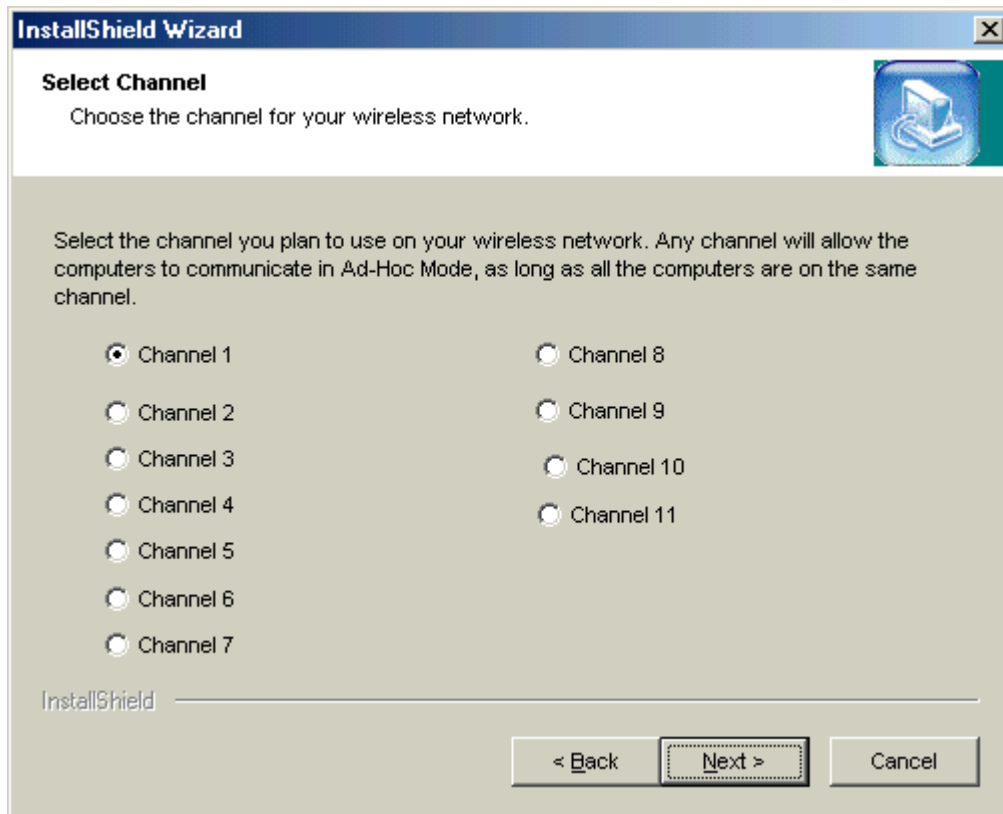 InstallShield Wizard
Select Channel
Choose the channel for your wireless network.
Select the channel you plan to use on your wireless network. Any channel will allow the
computers to communicate in Ad-Hoc Mode, as long as all the computers are on the same
channel.
Channel 1
Channel 2
Channel 3
Channel 4
Channel 5
Channel 6
Channel 7
Channel 8
Channel 9
Channel 10
Channel 11
InstallShield
< Back
Next >
Cancel